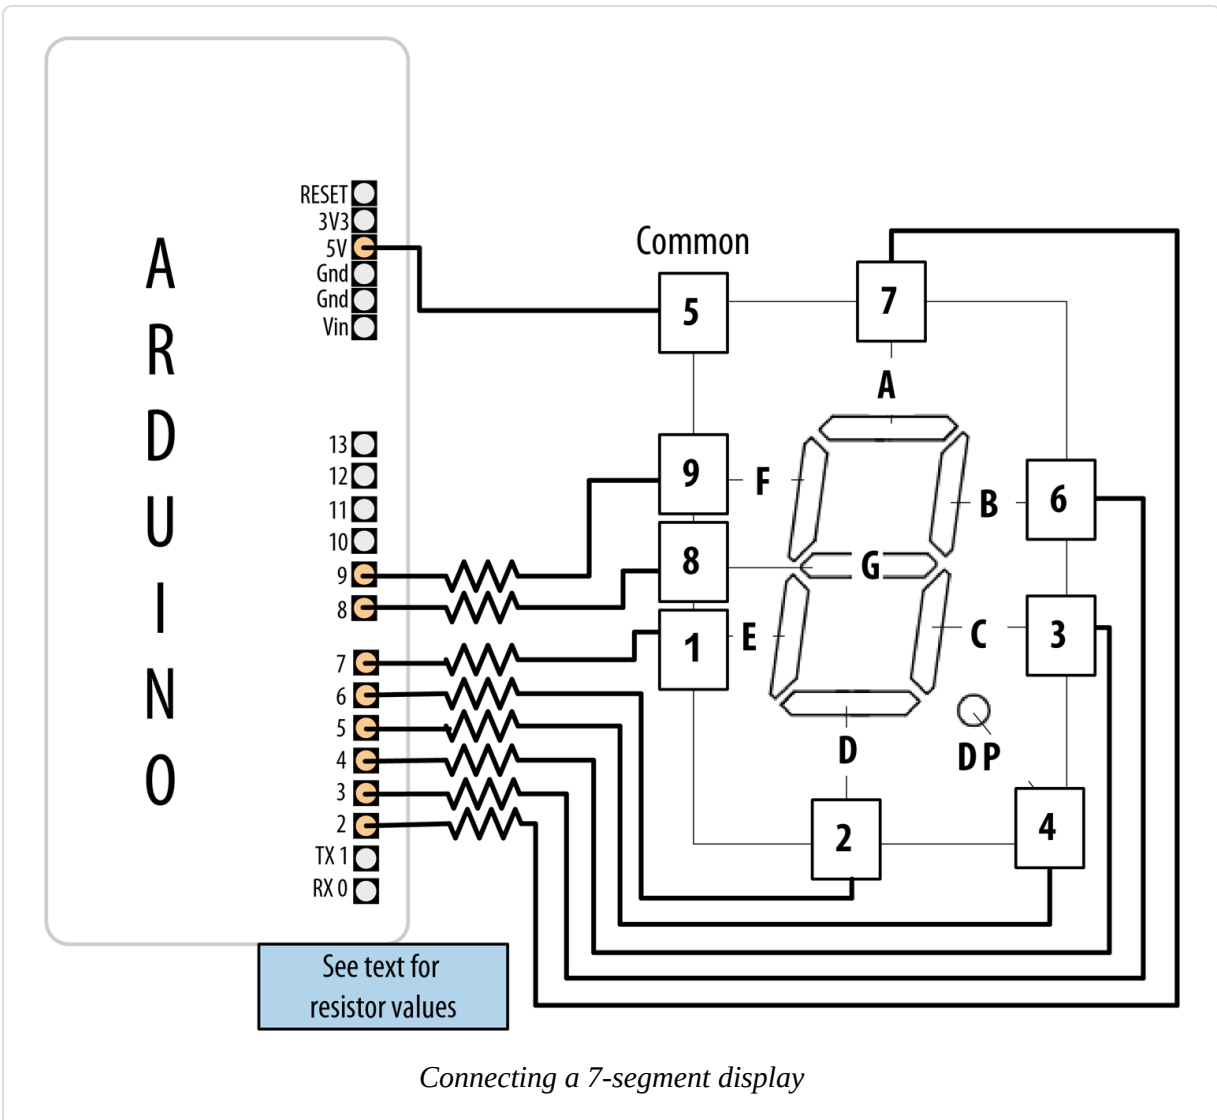 ARDUINO
RESET
3V3
5V
Gnd
Gnd
Vin
13
12
11
10
9
8
7
6
5
4
3
2
TX 1
RX 0
Common
5
7
A
9
F
B
6
8
G
1
E
C
3
D
DP
2
4
See text for
resistor values
Connecting a 7-segment display